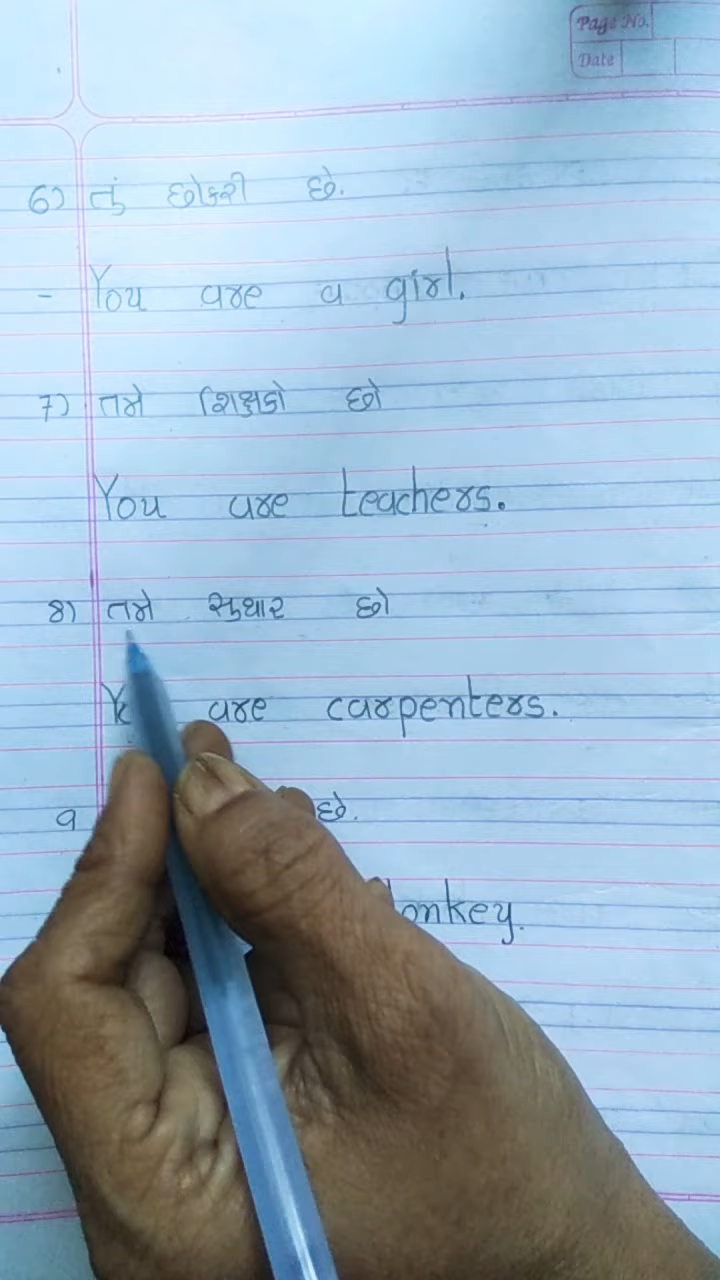 Page No.
Date
6) તું છોકરી છે.
- You are a girl.
7) તમે શિક્ષકો છો
You are teachers.
8) તમે સુથાર છો
are carpenters.
9 છે.